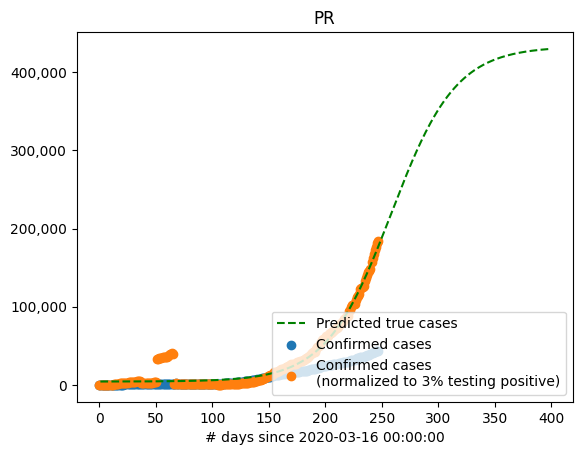 PR
400,000
300,000
200,000
100,000
0
Predicted true cases
Confirmed cases
Confirmed cases
(normalized to 3% testing positive)
0 50 100 150 200 250 300 350 400
# days since 2020-03-16 00:00:00